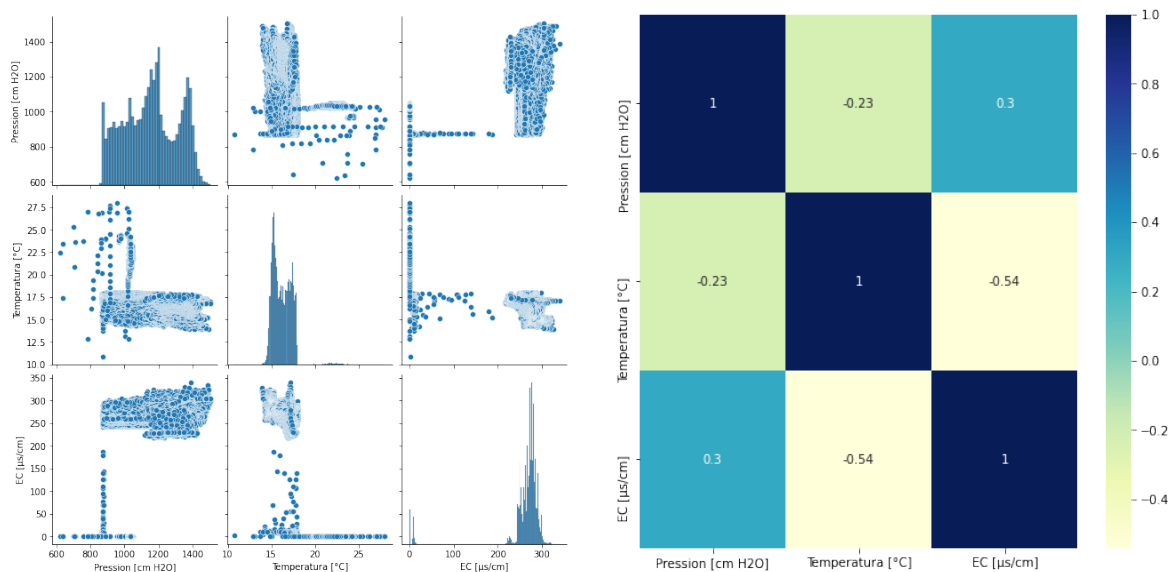 Pression [cm H2O]
1400
1200
1000
800
600
Temperatura [°C]
27.5
25.0
22.5
20.0
17.5
15.0
12.5
10.0
EC [µs/cm]
350
300
250
200
150
100
50
0
600 800 1000 1200 1400
Pression [cm H2O]
10 15 20 25
Temperatura [°C]
0 100 200 300
EC [µs/cm]
Pression [cm H2O]
Temperatura [°C]
EC [µs/cm]
1 -0.23 0.3
-0.23 1 -0.54
0.3 -0.54 1
Pression [cm H2O] Temperatura [°C] EC [µs/cm]
1.0
0.8
0.6
0.4
0.2
0.0
−0.2
−0.4